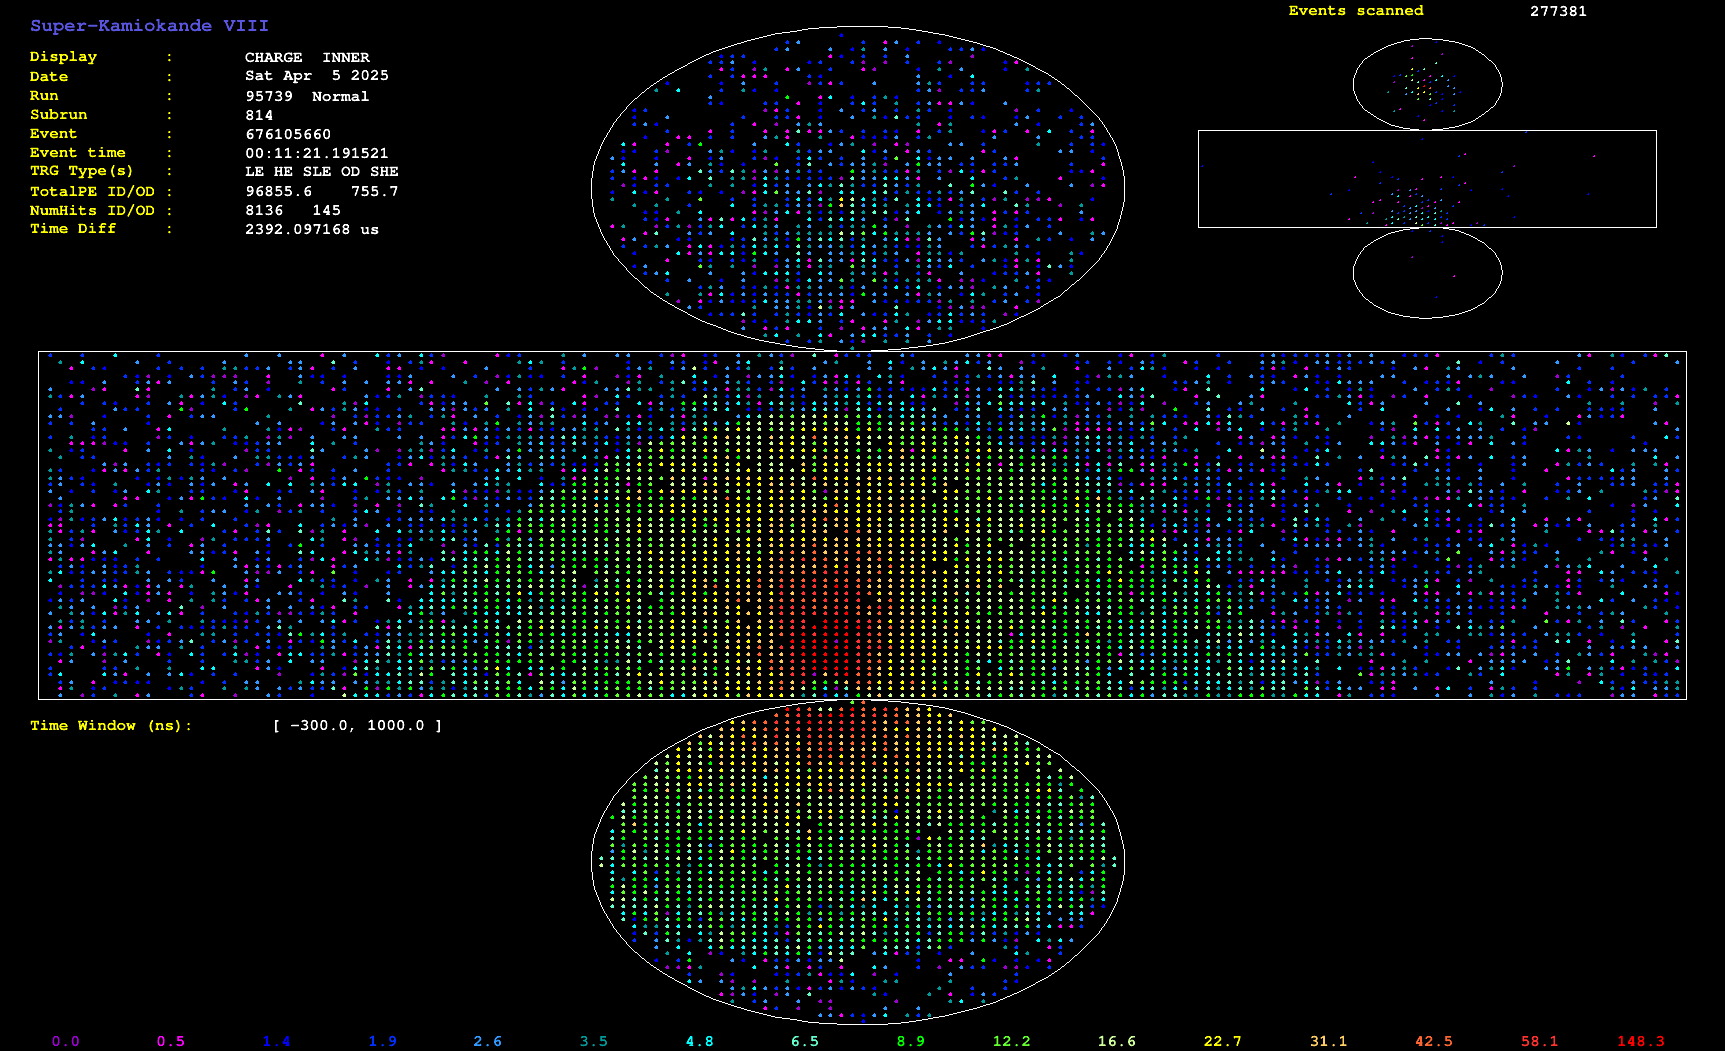 Super-Kamiokande VIII
Display : CHARGE INNER
Date : Sat Apr 5 2025
Run : 95739 Normal
Subrun : 814
Event : 676105660
Event time : 00:11:21.191521
TRG Type(s) : LE HE SLE OD SHE
TotalPE ID/OD : 96855.6 755.7
NumHits ID/OD : 8136 145
Time Diff : 2392.097168 us
Events scanned 277381
Time Window (ns): [ -300.0, 1000.0 ]
0.0 0.5 1.4 1.9 2.6 3.5 4.8 6.5 8.9 12.2 16.6 22.7 31.1 42.5 58.1 148.3